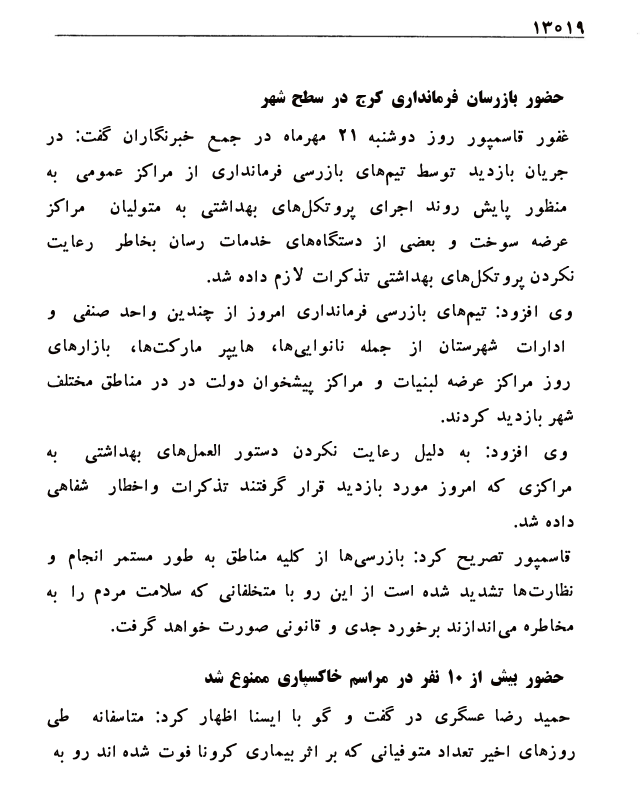 ۱۳۰۱۹
حضور بازرسان فرمانداری کرج در سطح شهر
غفور قاسمپور روز دوشنبه ۲۱ مهرماه در جمع خبرنگاران گفت: در
جریان بازدید توسط تیم‌های بازرسی فرمانداری از مراکز عمومی به
منظور پایش روند اجرای پروتکل‌های بهداشتی به متولیان مراکز
عرضه سوخت و بعضی از دستگاه‌های خدمات رسان بخاطر رعایت
نکردن پروتکل‌های بهداشتی تذکرات لازم داده شد.
وی افزود: تیم‌های بازرسی فرمانداری امروز از چندین واحد صنفی و
ادارات شهرستان از جمله نانوایی‌ها، هایپر مارکت‌ها، بازارهای
روز مراکز عرضه لبنیات و مراکز پیشخوان دولت در در مناطق مختلف
شهر بازدید کردند.
وی افزود: به دلیل رعایت نکردن دستور العمل‌های بهداشتی به
مراکزی که امروز مورد بازدید قرار گرفتند تذکرات واخطار شفاهی
داده شد.
قاسمپور تصریح کرد: بازرسی‌ها از کلیه مناطق به طور مستمر انجام و
نظارت‌ها تشدید شده است از این رو با متخلفانی که سلامت مردم را به
مخاطره می‌اندازند برخورد جدی و قانونی صورت خواهد گرفت.
حضور بیش از ۱۰ نفر در مراسم خاکسپاری ممنوع شد
حمید رضا عسگری در گفت و گو با ایسنا اظهار کرد: متاسفانه طی
روزهای اخیر تعداد متوفیانی که بر اثر بیماری کرونا فوت شده اند رو به